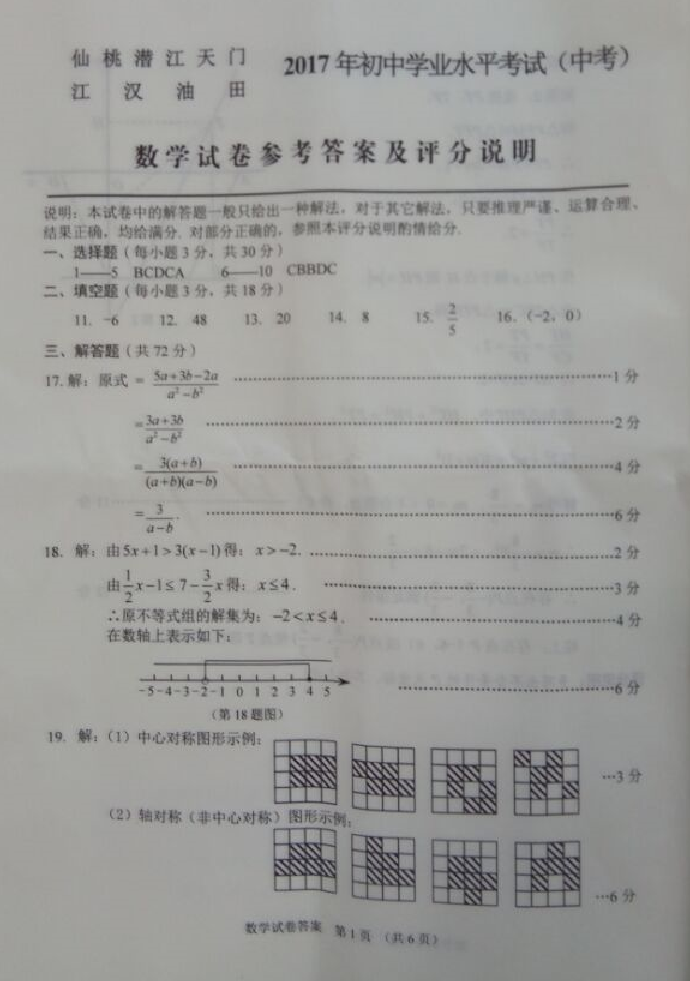 仙桃潜江天门
江汉油田
2017年初中学业水平考试（中考）
数学试卷参考答案及评分说明
说明：本试卷中的解答题一般只给出一种解法，对于其它解法，只要推理严谨、运算合理、
结果正确，均给满分．对部分正确的，参照本评分说明酌情给分．
一、选择题（每小题3分，共30分）
1——5 BCDCA 6——10 CBBDC
二、填空题（每小题3分，共18分）
11. -6 12. 48 13. 20 14. 8 15. 2/5 16. (-2, 0)
三、解答题（共72分）
17. 解：原式 = (5a+3b-2a)/(a²-b²) ……1分
= (3a+3b)/(a²-b²) ……2分
= 3(a+b)/((a+b)(a-b)) ……4分
= 3/(a-b). ……6分
18. 解：由5x+1>3(x-1)得：x>-2. ……2分
由1/2x-1≤7-3/2x得：x≤4. ……3分
∴原不等式组的解集为：-2<x≤4. ……4分
在数轴上表示如下：
-5 -4 -3 -2 -1 0 1 2 3 4 5 ……6分
（第18题图）
19. 解：（1）中心对称图形示例： …3分
（2）轴对称（非中心对称）图形示例： …6分
数学试卷答案 第1页 （共6页）